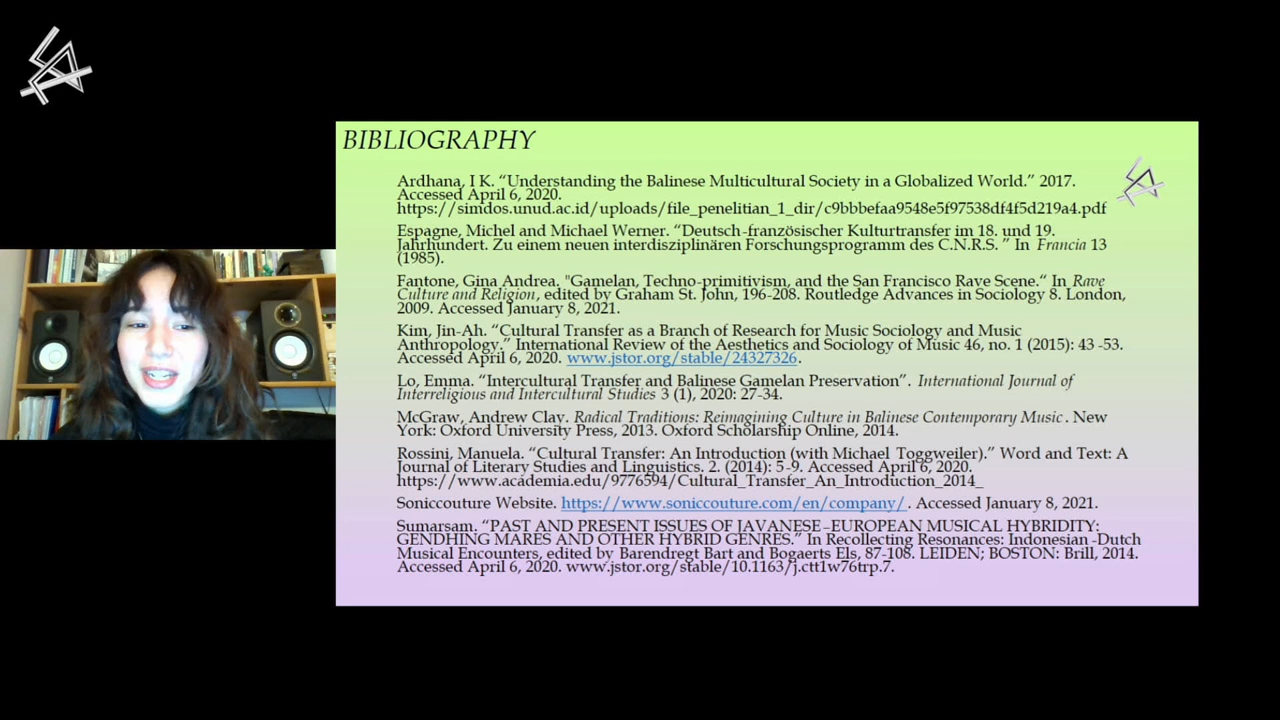 BIBLIOGRAPHY
Ardhana, I K. “Understanding the Balinese Multicultural Society in a Globalized World.” 2017.
Accessed April 6, 2020.
https://simdos.unud.ac.id/uploads/file_penelitian_1_dir/c9bbbefaa9548e5f97538df4f5d219a4.pdf
Espagne, Michel and Michael Werner. “Deutsch-französischer Kulturtransfer im 18. und 19.
Jahrhundert. Zu einem neuen interdisziplinären Forschungsprogramm des C.N.R.S. ” In Francia 13
(1985).
Fantone, Gina Andrea. "Gamelan, Techno-primitivism, and the San Francisco Rave Scene.“ In Rave
Culture and Religion, edited by Graham St. John, 196-208. Routledge Advances in Sociology 8. London,
2009. Accessed January 8, 2021.
Kim, Jin-Ah. “Cultural Transfer as a Branch of Research for Music Sociology and Music
Anthropology.” International Review of the Aesthetics and Sociology of Music 46, no. 1 (2015): 43 -53.
Accessed April 6, 2020. www.jstor.org/stable/24327326.
Lo, Emma. “Intercultural Transfer and Balinese Gamelan Preservation”. International Journal of
Interreligious and Intercultural Studies 3 (1), 2020: 27-34.
McGraw, Andrew Clay. Radical Traditions: Reimagining Culture in Balinese Contemporary Music. New
York: Oxford University Press, 2013. Oxford Scholarship Online, 2014.
Rossini, Manuela. “Cultural Transfer: An Introduction (with Michael Toggweiler).” Word and Text: A
Journal of Literary Studies and Linguistics. 2. (2014): 5-9. Accessed April 6, 2020.
https://www.academia.edu/9776594/Cultural_Transfer_An_Introduction_2014_
Soniccouture Website. https://www.soniccouture.com/en/company/. Accessed January 8, 2021.
Sumarsam. “PAST AND PRESENT ISSUES OF JAVANESE–EUROPEAN MUSICAL HYBRIDITY:
GENDHING MARES AND OTHER HYBRID GENRES.” In Recollecting Resonances: Indonesian -Dutch
Musical Encounters, edited by Barendregt Bart and Bogaerts Els, 87-108. LEIDEN; BOSTON: Brill, 2014.
Accessed April 6, 2020. www.jstor.org/stable/10.1163/j.ctt1w76trp.7.